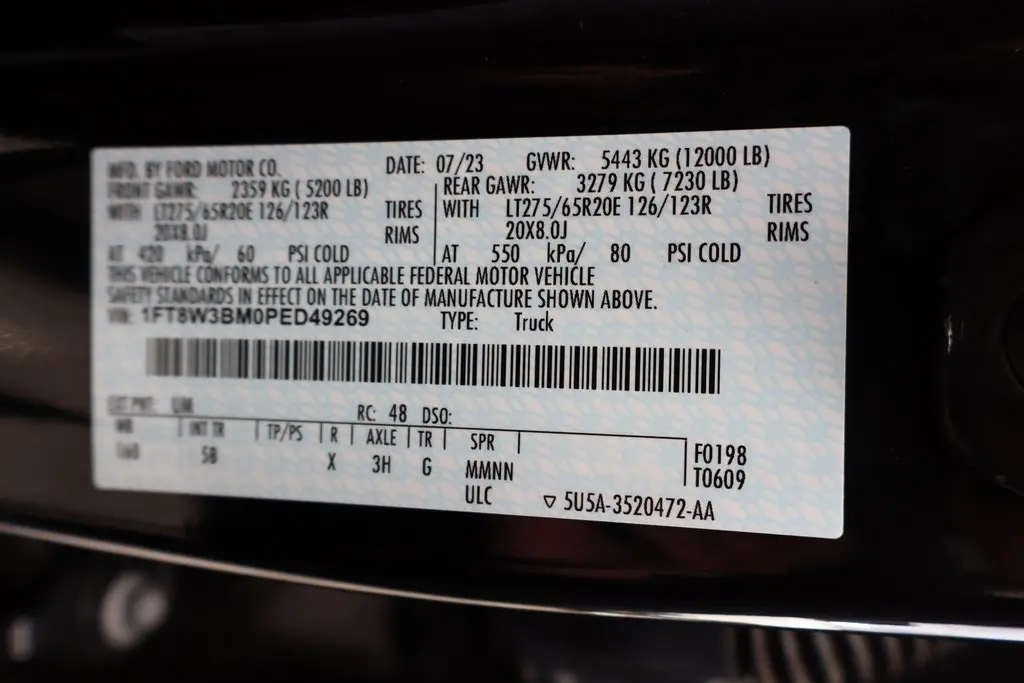 MFD. BY FORD MOTOR CO. DATE: 07/23 GVWR: 5443 KG (12000 LB)
FRONT GAWR: 2359 KG ( 5200 LB) REAR GAWR: 3279 KG ( 7230 LB)
WITH LT275/65R20E 126/123R TIRES WITH LT275/65R20E 126/123R TIRES
20X8.0J RIMS 20X8.0J RIMS
AT 420 kPa/ 60 PSI COLD AT 550 kPa/ 80 PSI COLD
THIS VEHICLE CONFORMS TO ALL APPLICABLE FEDERAL MOTOR VEHICLE
SAFETY STANDARDS IN EFFECT ON THE DATE OF MANUFACTURE SHOWN ABOVE.
VIN: 1FT8W3BM0PED49269 TYPE: Truck
EXT PNT: UM RC: 48 DSO:
WB INT TR TP/PS R AXLE TR SPR F0198
160 5B X 3H G MMNN T0609
ULC ▽ 5U5A-3520472-AA